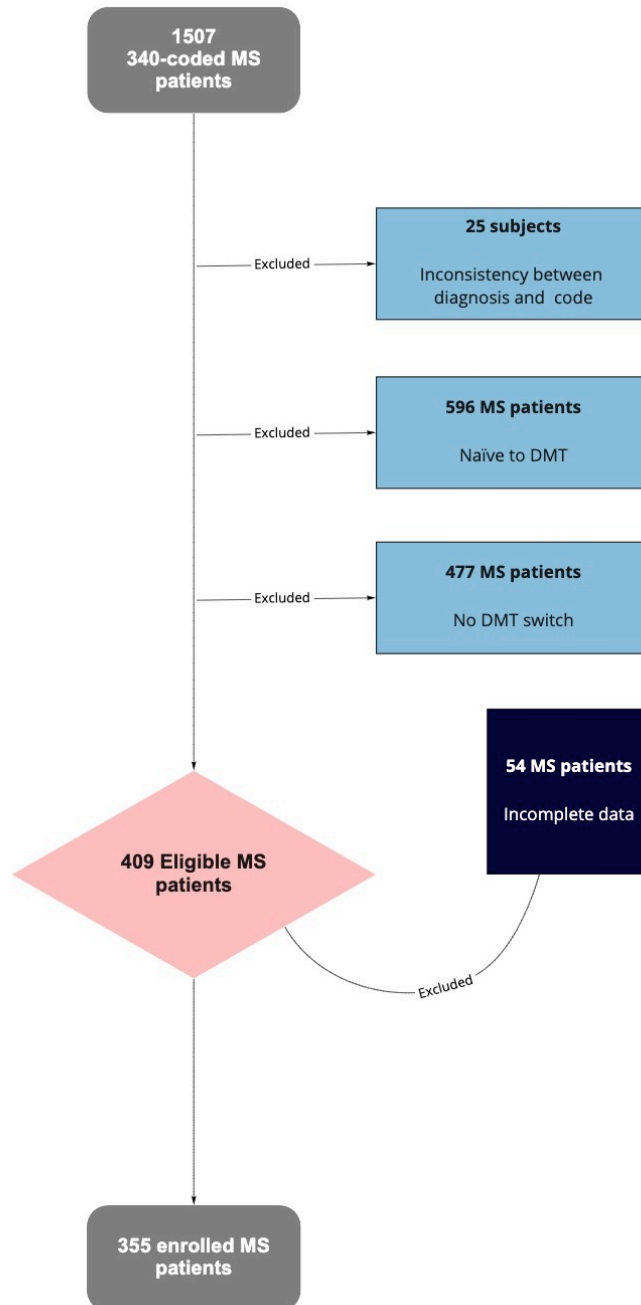 1507
340-coded MS
patients
25 subjects
Excluded
Inconsistency between
diagnosis and code
596 MS patients
Excluded
Naïve to DMT
477 MS patients
Excluded
No DMT switch
54 MS patients
Incomplete data
409 Eligible MS
patients
Excluded
355 enrolled MS
patients